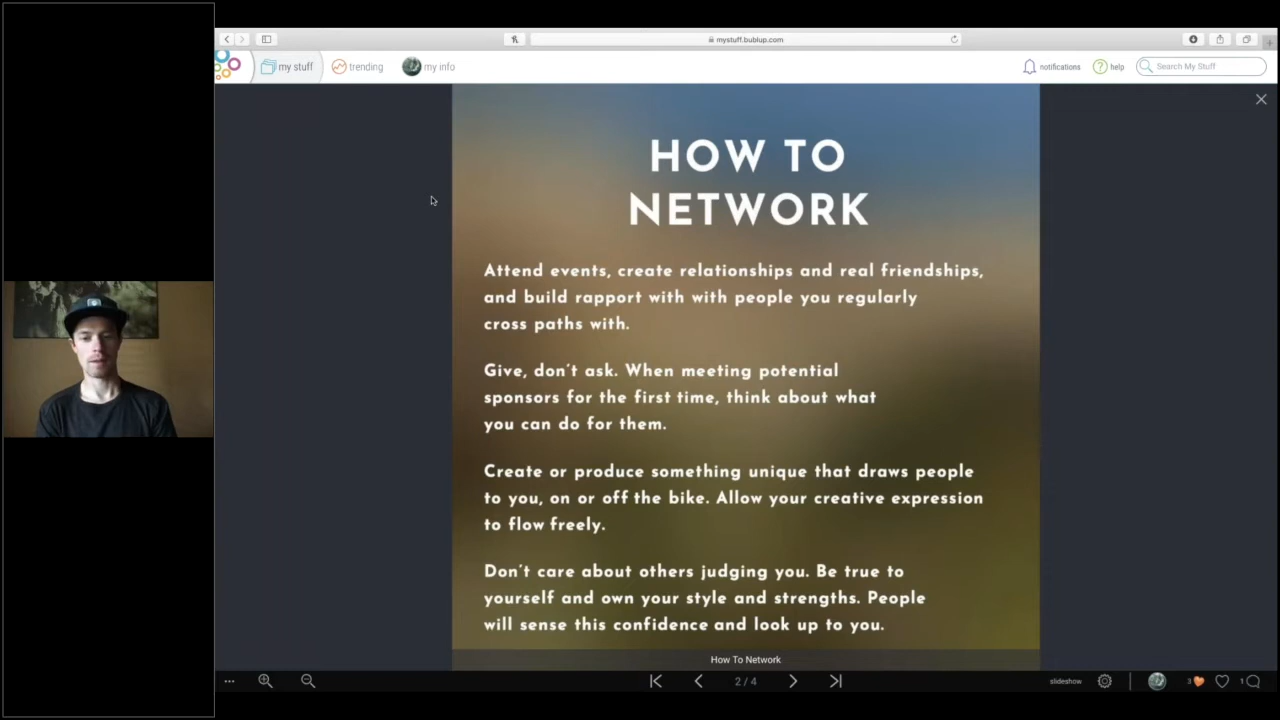 mystuff.bublup.com
my stuff
trending
my info
notifications
help
Search My Stuff
HOW TO
NETWORK
Attend events, create relationships and real friendships,
and build rapport with with people you regularly
cross paths with.
Give, don't ask. When meeting potential
sponsors for the first time, think about what
you can do for them.
Create or produce something unique that draws people
to you, on or off the bike. Allow your creative expression
to flow freely.
Don't care about others judging you. Be true to
yourself and own your style and strengths. People
will sense this confidence and look up to you.
How To Network
2 / 4
slideshow
3
1